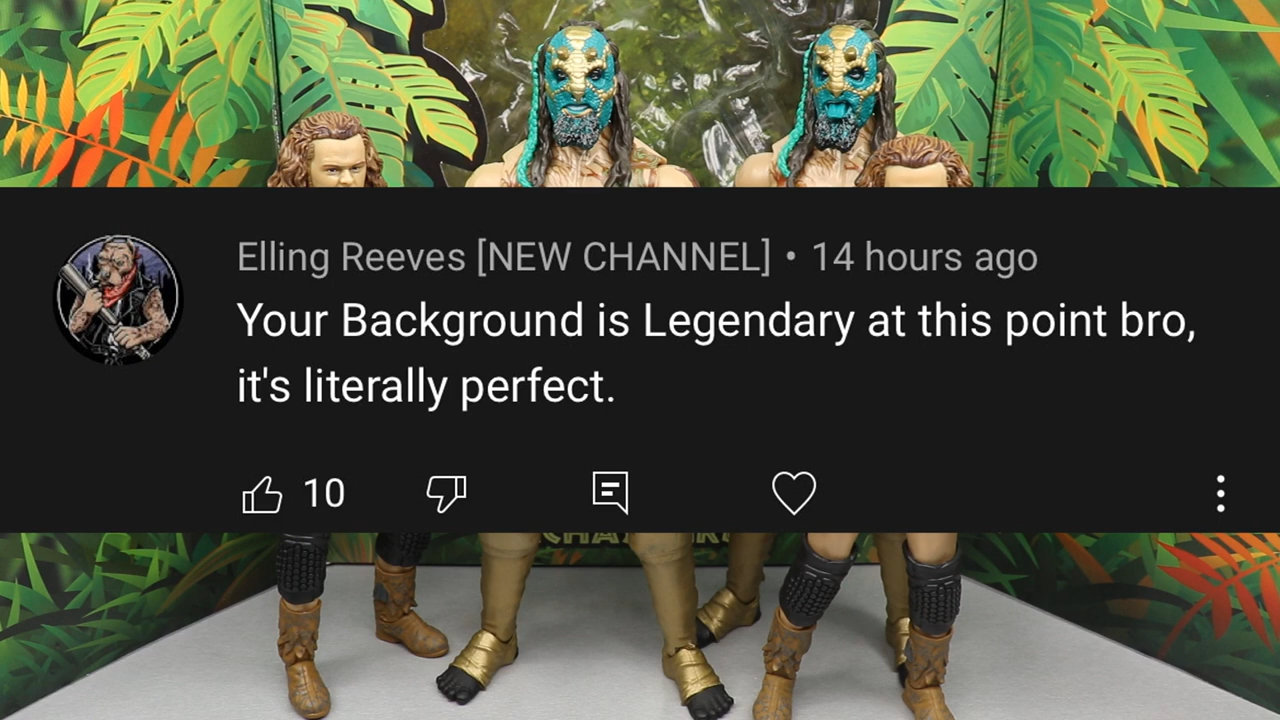 Elling Reeves [NEW CHANNEL] • 14 hours ago
Your Background is Legendary at this point bro,
it's literally perfect.
10